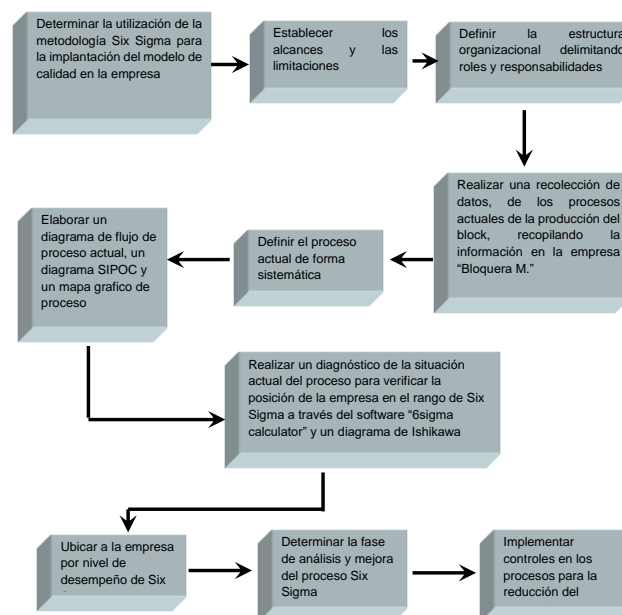 Determinar la utilización de la
metodología Six Sigma para
la implantación del modelo de
calidad en la empresa
Establecer los
alcances y las
limitaciones
Definir la estructura
organizacional delimitando
roles y responsabilidades
Realizar una recolección de
datos, de los procesos
actuales de la producción del
block, recopilando la
información en la empresa
“Bloquera M.”
Definir el proceso
actual de forma
sistemática
Elaborar un
diagrama de flujo de
proceso actual, un
diagrama SIPOC y
un mapa grafico de
proceso
Realizar un diagnóstico de la situación
actual del proceso para verificar la
posición de la empresa en el rango de Six
Sigma a través del software “6sigma
calculator” y un diagrama de Ishikawa
Ubicar a la empresa
por nivel de
desempeño de Six
Determinar la fase
de análisis y mejora
del proceso Six
Sigma
Implementar
controles en los
procesos para la
reducción del